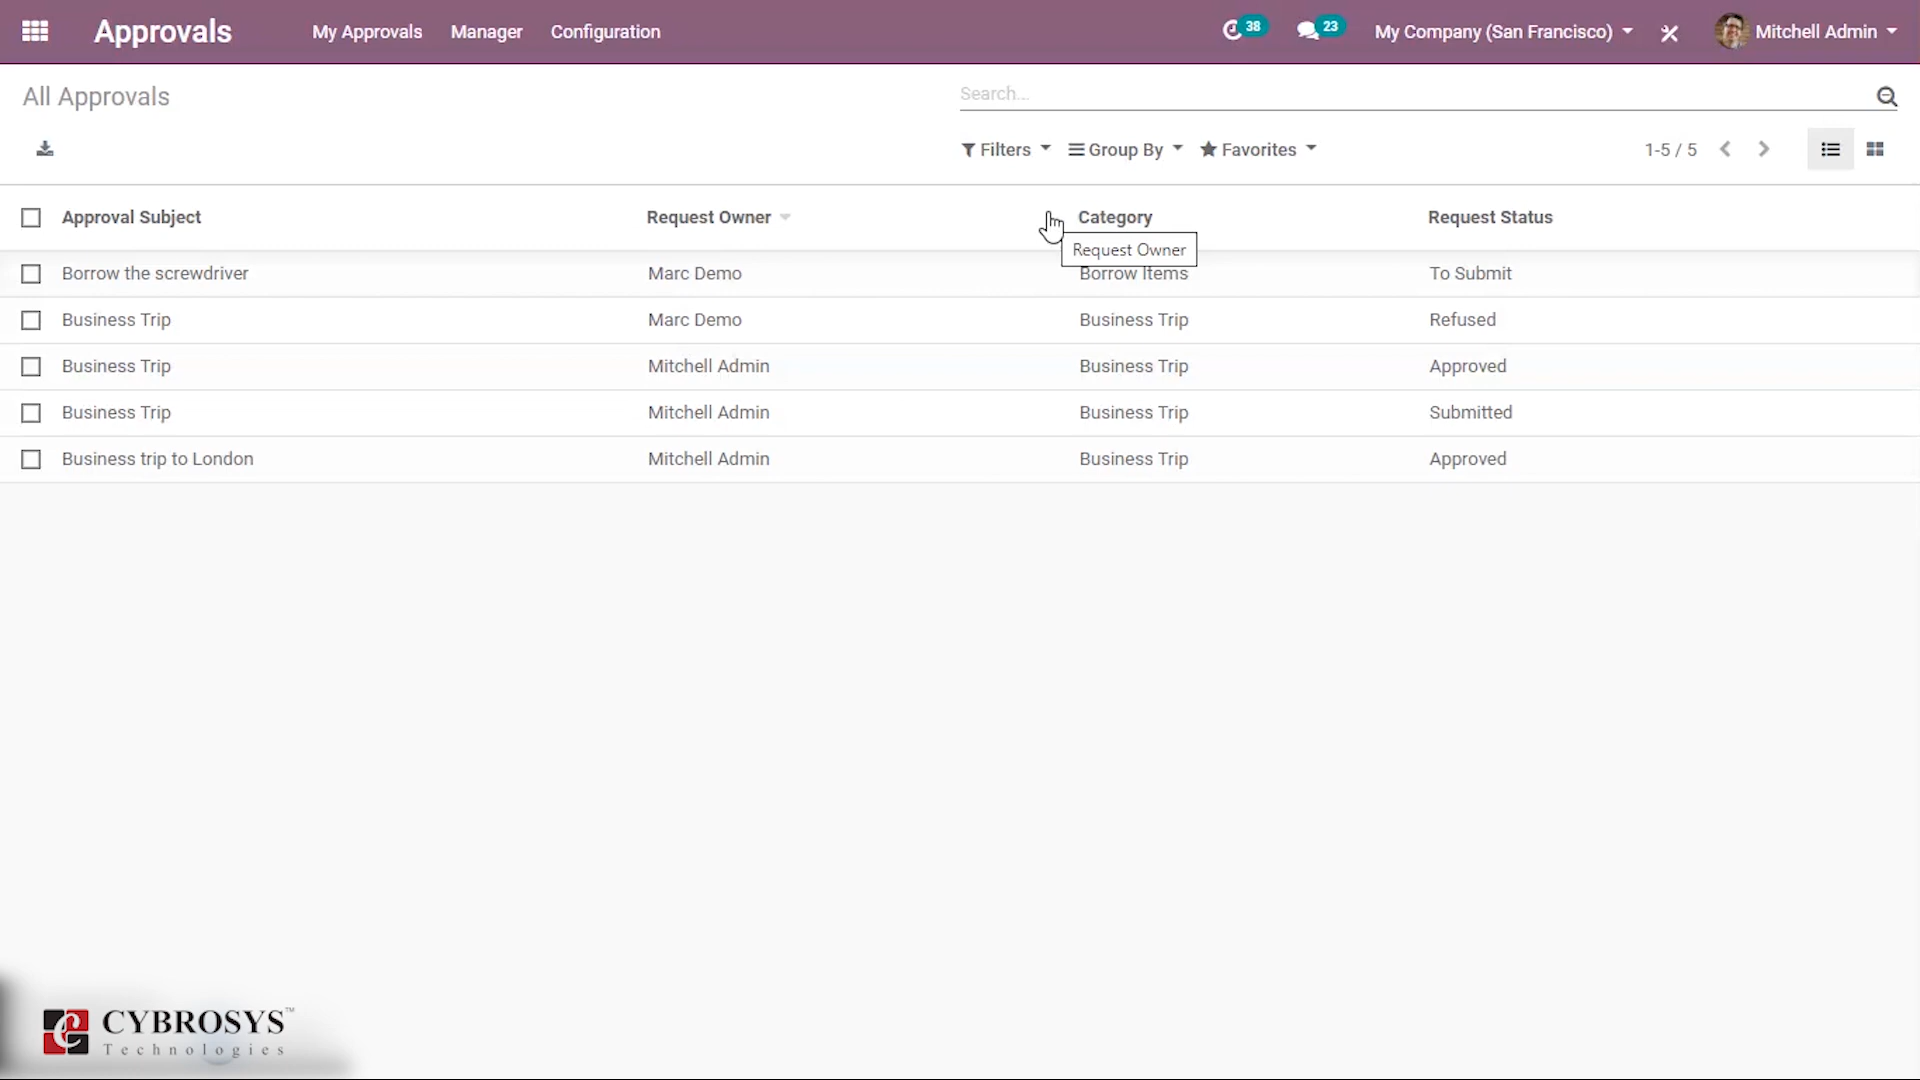 Approvals My Approvals Manager Configuration 38 23 My Company (San Francisco) Mitchell Admin
All Approvals Search...
Filters Group By Favorites 1-5 / 5
Approval Subject Request Owner Category Request Status
Request Owner
Borrow the screwdriver Marc Demo Borrow Items To Submit
Business Trip Marc Demo Business Trip Refused
Business Trip Mitchell Admin Business Trip Approved
Business Trip Mitchell Admin Business Trip Submitted
Business trip to London Mitchell Admin Business Trip Approved
CYBROSYS™
Technologies